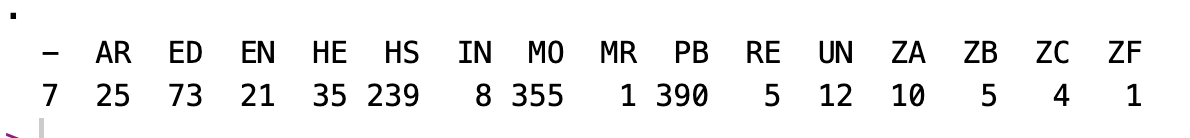 .
-  AR  ED  EN  HE  HS  IN  MO  MR  PB  RE  UN  ZA  ZB  ZC  ZF
7  25  73  21  35 239   8 355   1 390   5  12  10   5   4   1
>